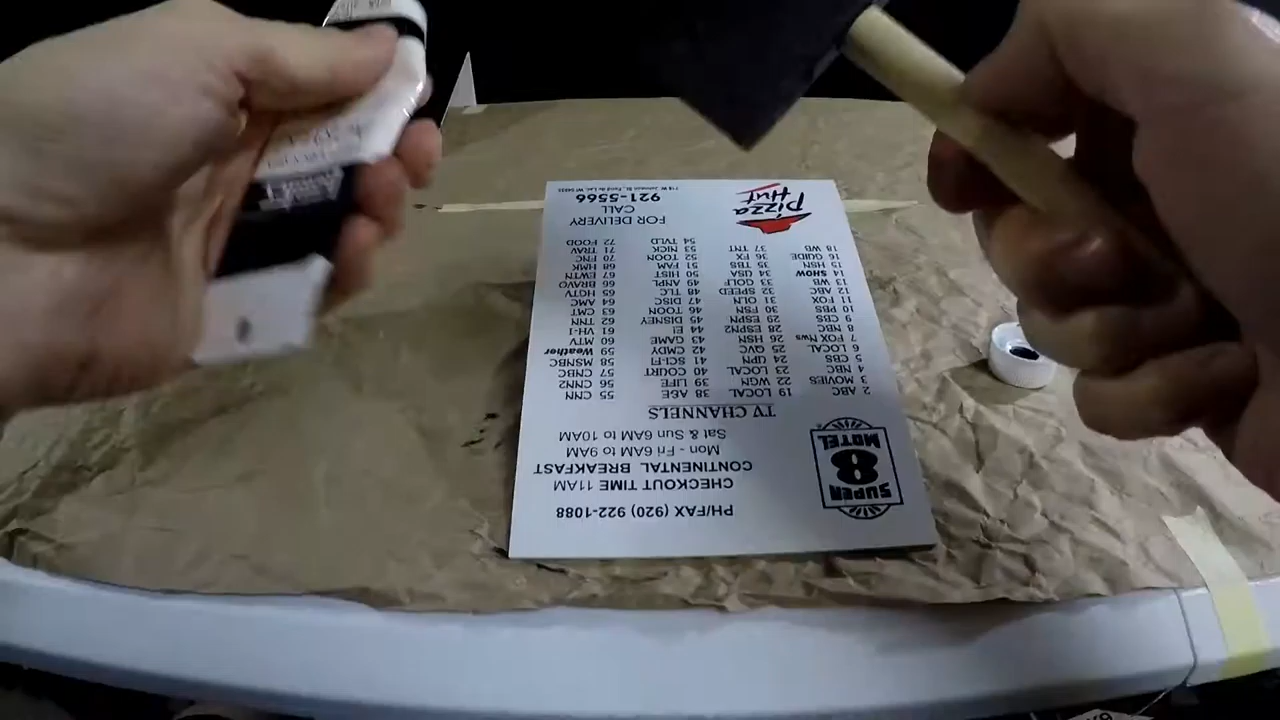 SUPER
8
MOTEL
PH/FAX (920) 922-1088
CHECKOUT TIME 11AM
CONTINENTAL BREAKFAST
Mon - Fri 6AM to 9AM
Sat & Sun 6AM to 10AM
TV CHANNELS
2 ABC 19 LOCAL 38 A&E 55 CNN
3 MOVIES 22 WGN 39 LIFE 56 CNN2
4 NBC 23 LOCAL 40 COURT 57 CNBC
5 CBS 24 UPN 41 SCI-FI 58 MSNBC
6 LOCAL 25 QVC 42 CMDY 59 Weather
7 FOX Nws 26 HSN 43 GAME 60 MTV
8 NBC 28 ESPN2 44 E! 61 VH-1
9 CBS 29 ESPN 45 DISNEY 62 TNN
10 PBS 30 FSN 46 TOON 63 CMT
11 FOX 31 OLN 47 DISC 64 AMC
12 ABC 32 SPEED 48 TLC 65 HGTV
13 WB 33 GOLF 49 ANPL 66 BRAVO
14 SHOW 34 USA 50 HIST 67 EWTN
15 HSN 35 TBS 51 FAM 68 HMK
16 GUIDE 36 FX 52 TOON 70 FNC
18 WB 37 TNT 53 NICK 71 TRAV
54 TVLD 72 FOOD
Pizza
Hut
FOR DELIVERY
CALL
921-5566